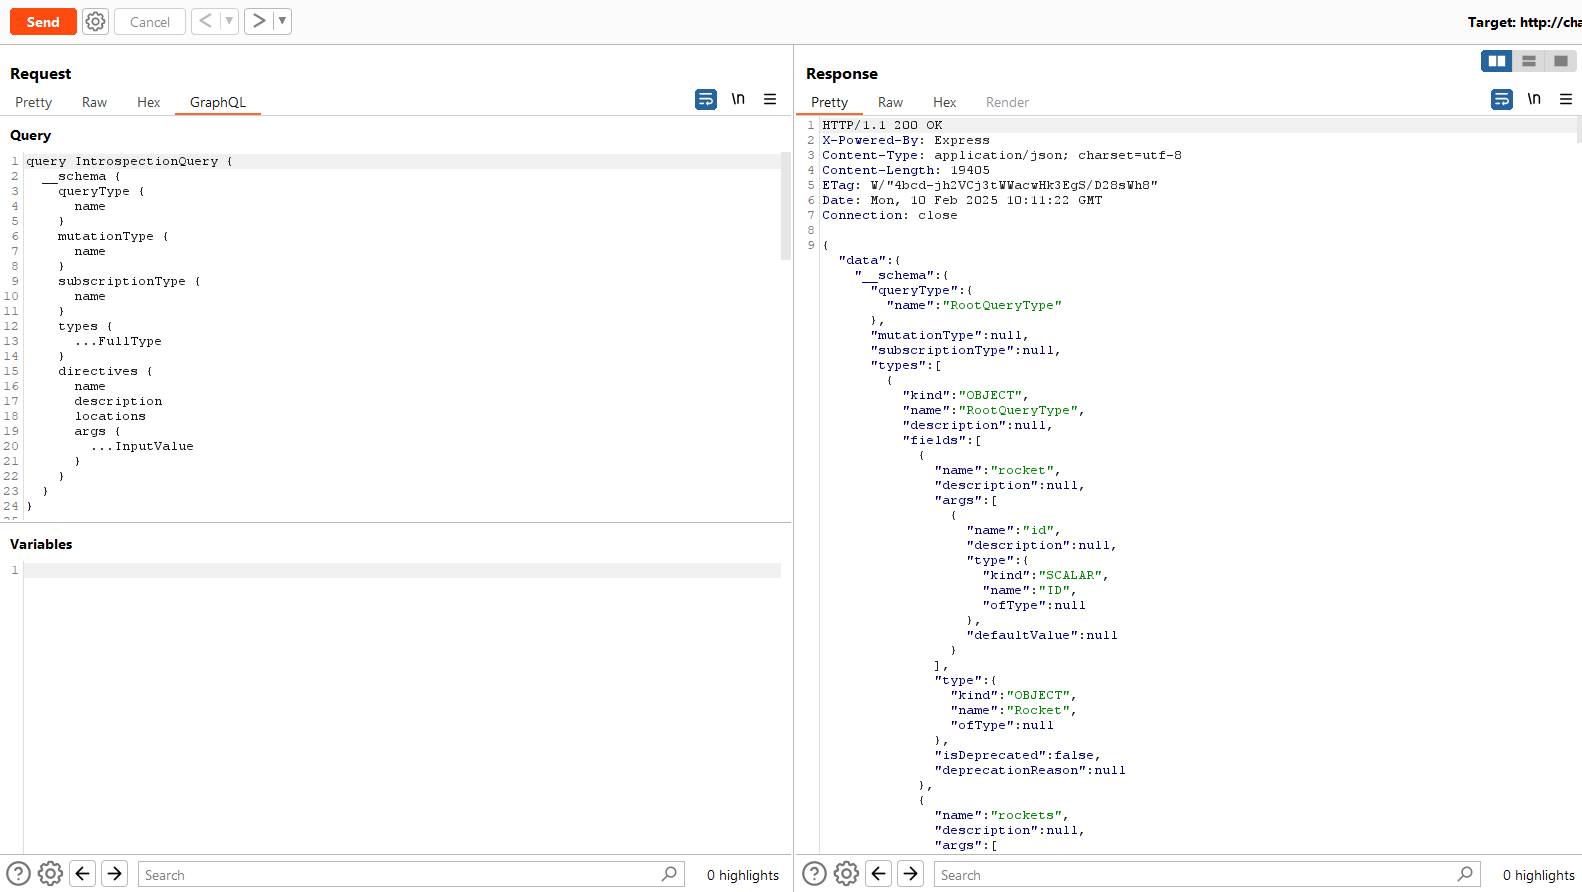 Send
Cancel
Target: http://cha
Request
Pretty Raw Hex GraphQL
\n
Query
1 query IntrospectionQuery {
2 __schema {
3 queryType {
4 name
5 }
6 mutationType {
7 name
8 }
9 subscriptionType {
10 name
11 }
12 types {
13 ...FullType
14 }
15 directives {
16 name
17 description
18 locations
19 args {
20 ...InputValue
21 }
22 }
23 }
24 }
Variables
1
Search
0 highlights
Response
Pretty Raw Hex Render
\n
1 HTTP/1.1 200 OK
2 X-Powered-By: Express
3 Content-Type: application/json; charset=utf-8
4 Content-Length: 19405
5 ETag: W/"4bcd-jh2VCj3tWWacwHk3EgS/D28sWh8"
6 Date: Mon, 10 Feb 2025 10:11:22 GMT
7 Connection: close
8
9 {
"data":{
"__schema":{
"queryType":{
"name":"RootQueryType"
},
"mutationType":null,
"subscriptionType":null,
"types":[
{
"kind":"OBJECT",
"name":"RootQueryType",
"description":null,
"fields":[
{
"name":"rocket",
"description":null,
"args":[
{
"name":"id",
"description":null,
"type":{
"kind":"SCALAR",
"name":"ID",
"ofType":null
},
"defaultValue":null
}
],
"type":{
"kind":"OBJECT",
"name":"Rocket",
"ofType":null
},
"isDeprecated":false,
"deprecationReason":null
},
{
"name":"rockets",
"description":null,
"args":[
Search
0 highlights